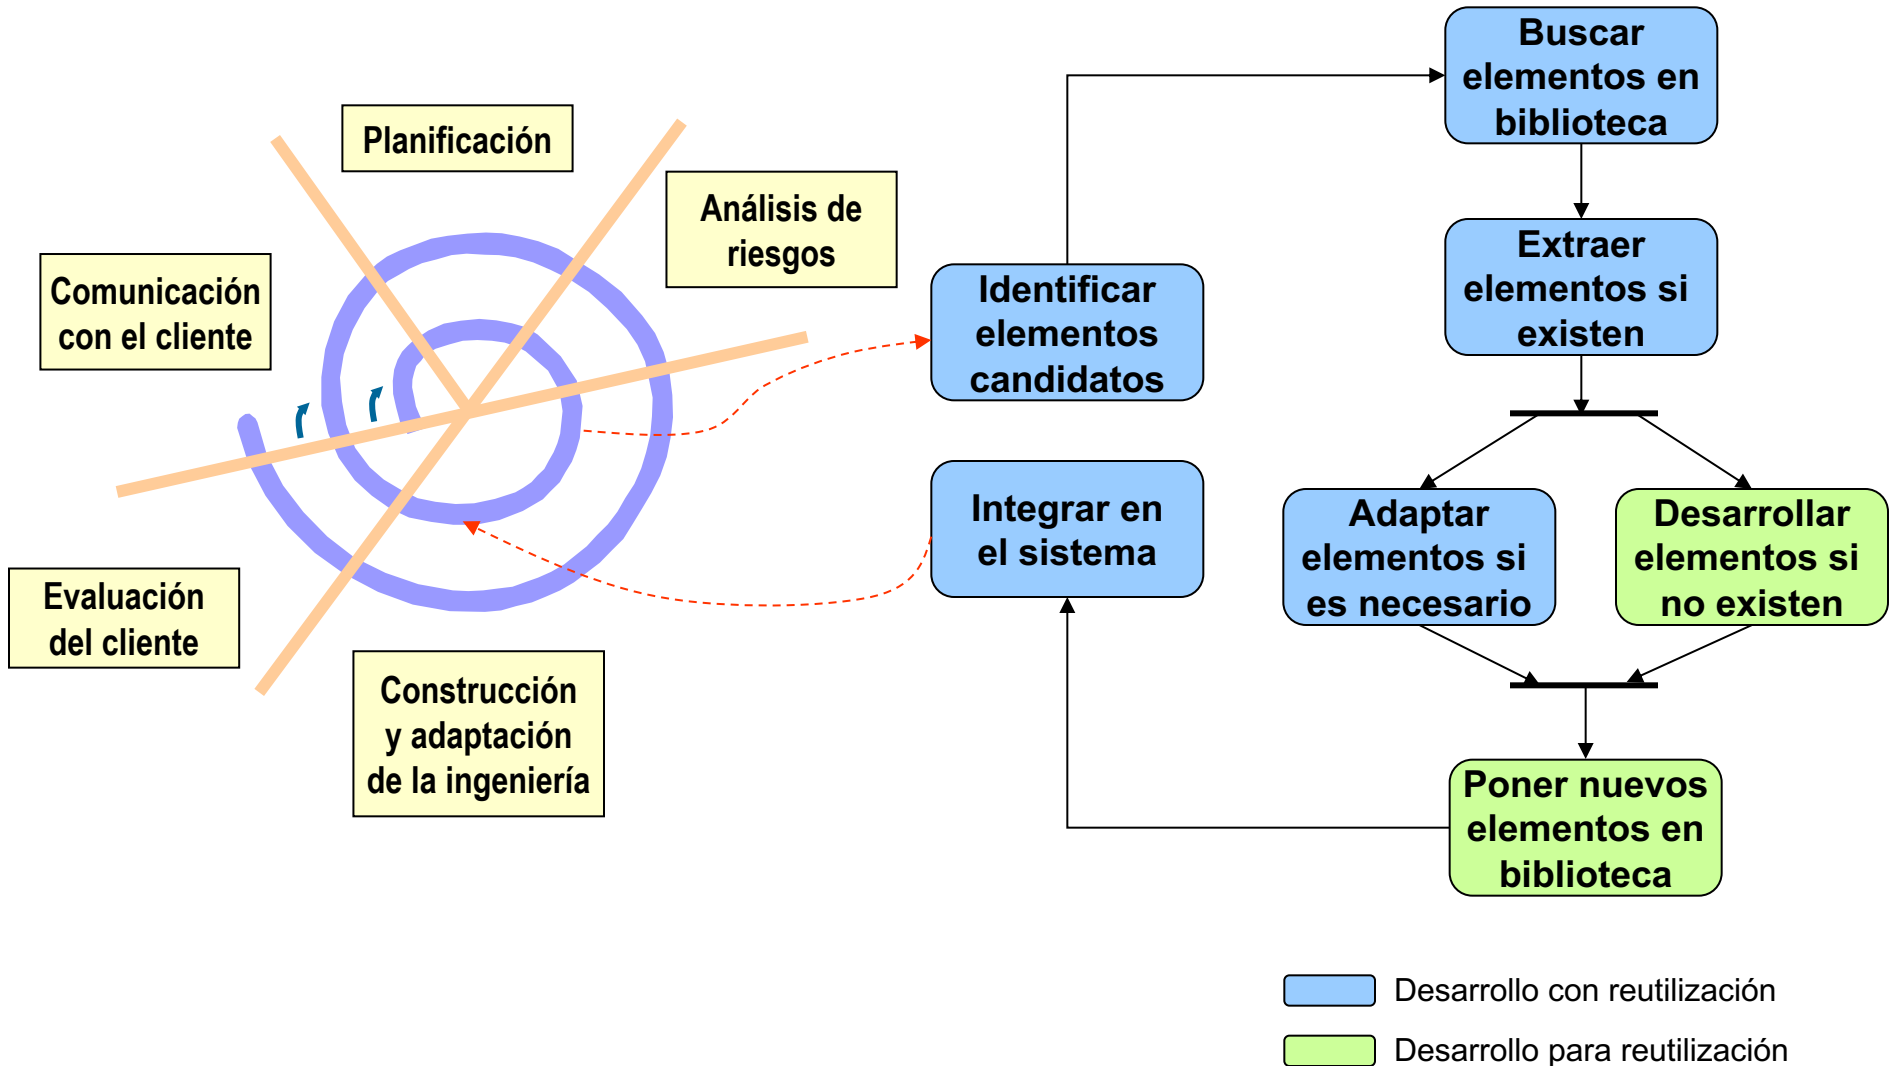 Planificación
Análisis de
riesgos
Comunicación
con el cliente
Evaluación
del cliente
Construcción
y adaptación
de la ingeniería
Identificar
elementos
candidatos
Buscar
elementos en
biblioteca
Extraer
elementos si
existen
Adaptar
elementos si
es necesario
Desarrollar
elementos si
no existen
Poner nuevos
elementos en
biblioteca
Integrar en
el sistema
Desarrollo con reutilización
Desarrollo para reutilización